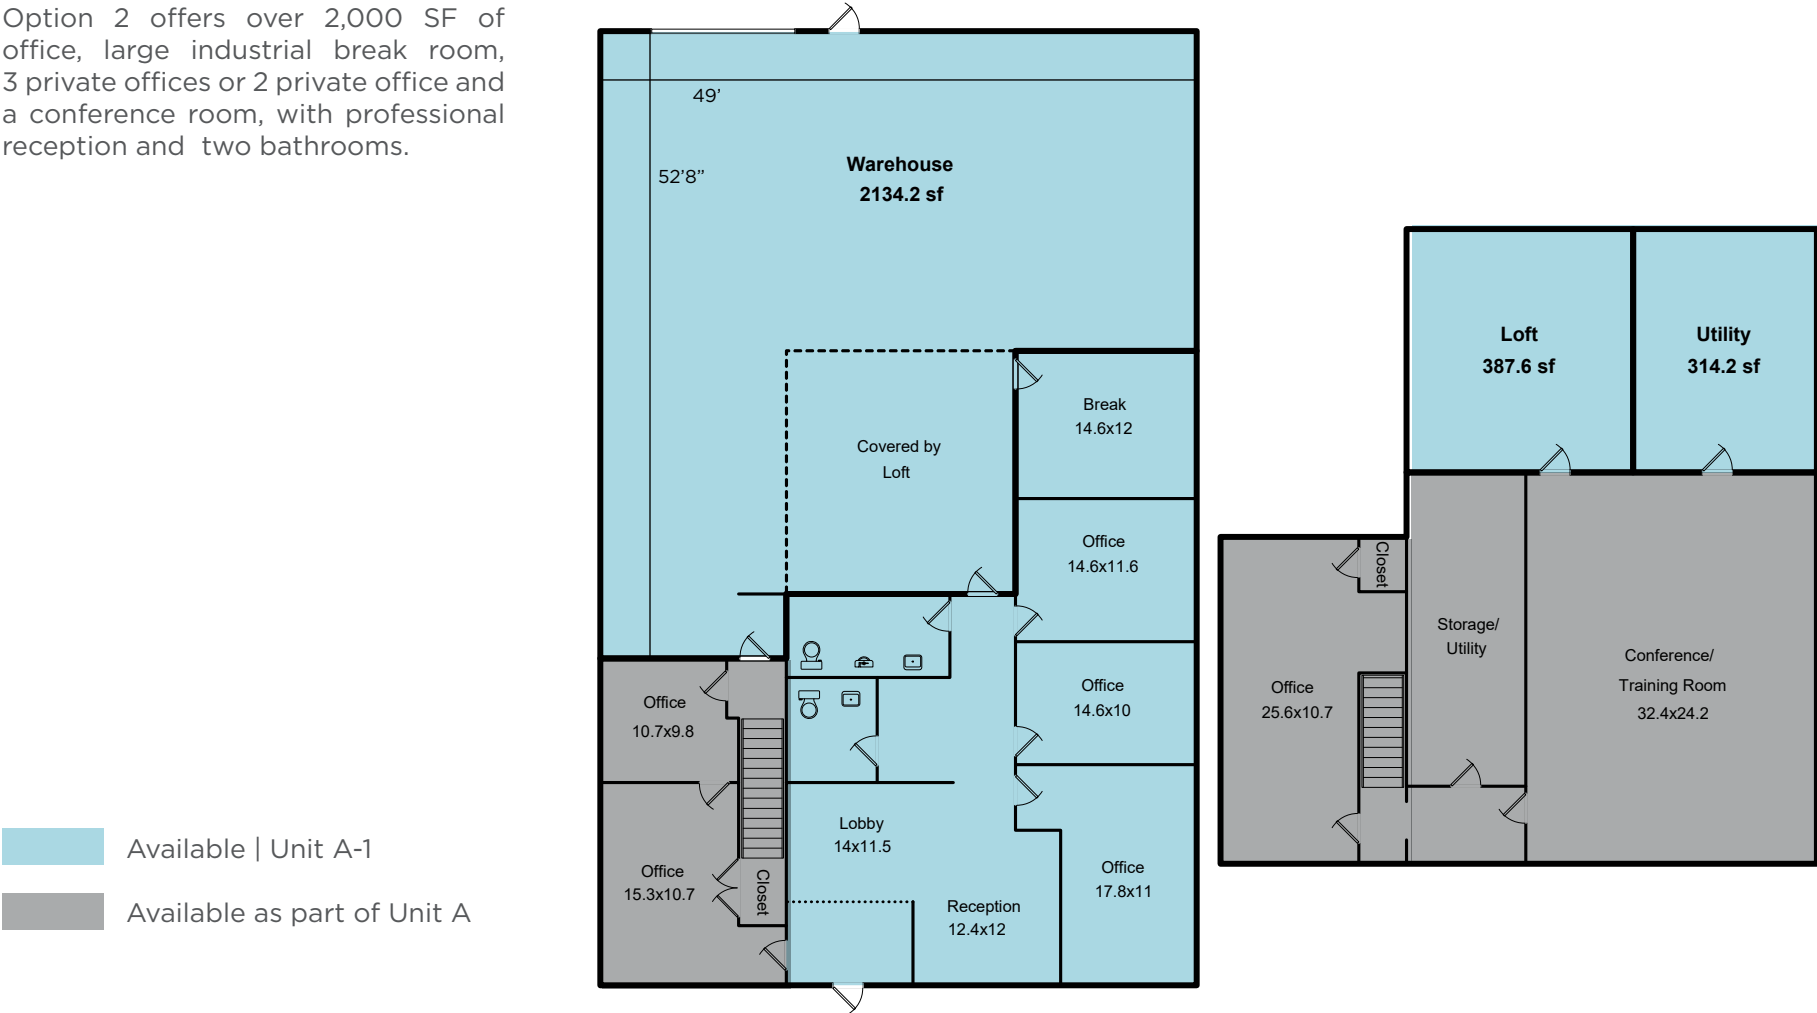 Option 2 offers over 2,000 SF of
office, large industrial break room,
3 private offices or 2 private office and
a conference room, with professional
reception and two bathrooms.
49’
52’8”
Warehouse
2134.2 sf
Covered by
Loft
Break
14.6x12
Office
14.6x11.6
Office
14.6x10
Office
17.8x11
Office
10.7x9.8
Office
15.3x10.7
Closet
Lobby
14x11.5
Reception
12.4x12
Loft
387.6 sf
Utility
314.2 sf
Closet
Storage/
Utility
Office
25.6x10.7
Conference/
Training Room
32.4x24.2
Available | Unit A-1
Available as part of Unit A